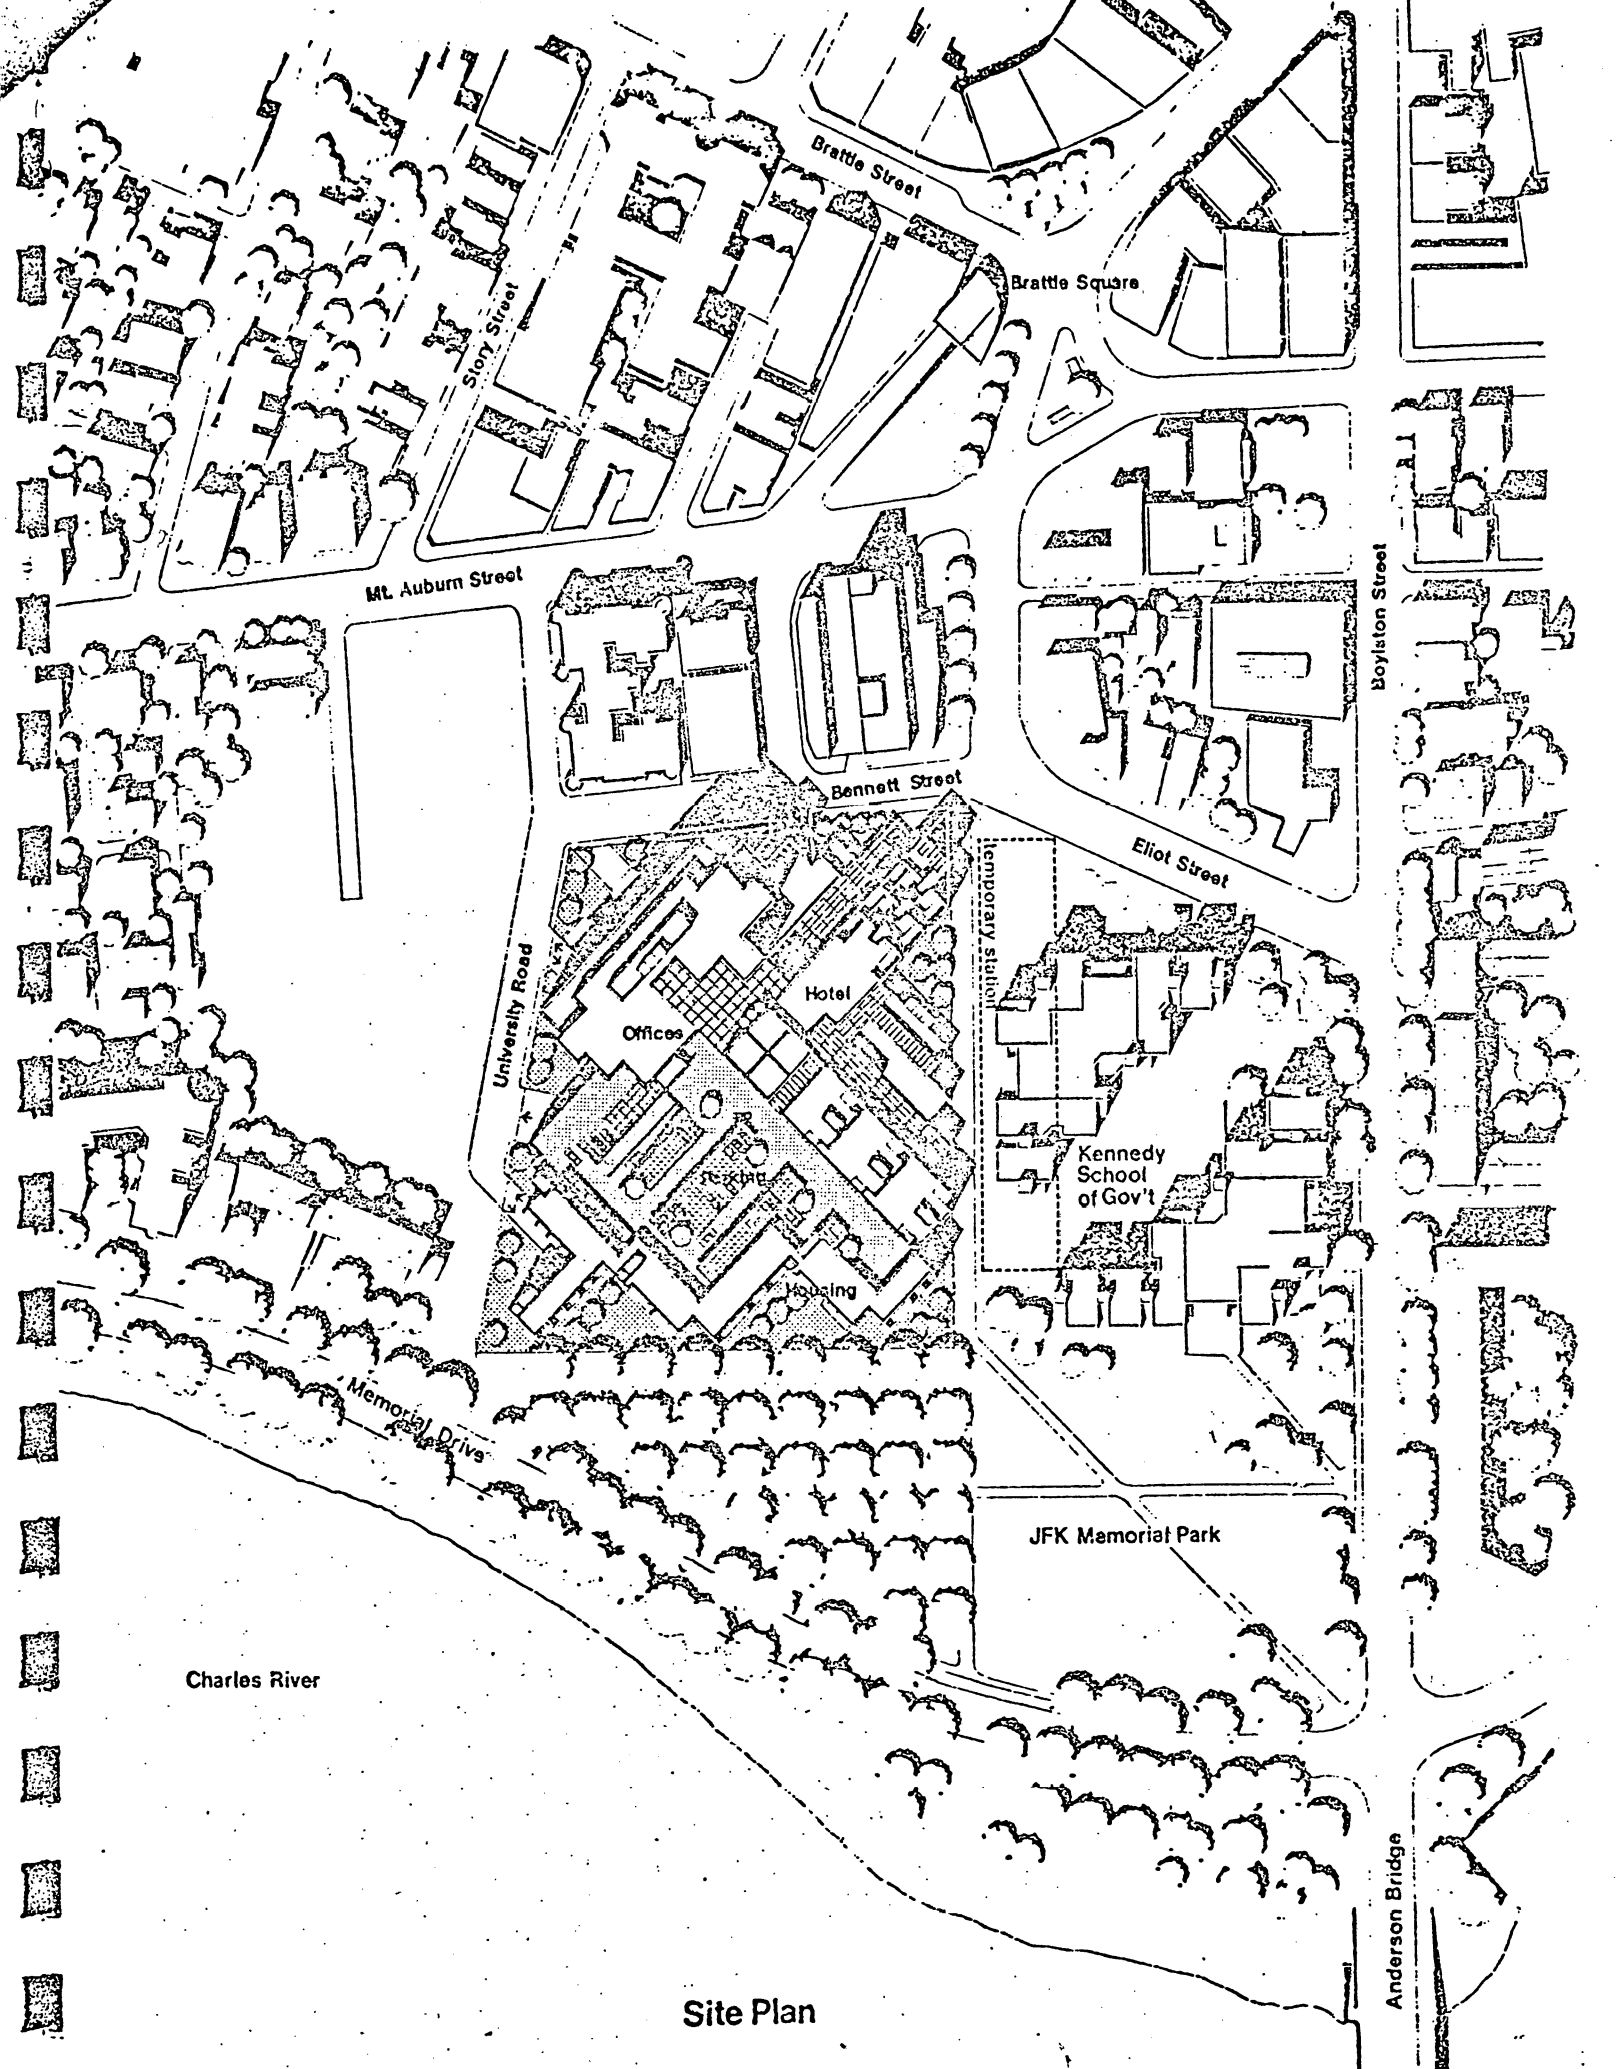 Brattle Street
Brattle Square
Story Street
Mt. Auburn Street
Boylston Street
Bennett Street
Eliot Street
temporary station
University Road
Hotel
Offices
Kennedy
School
of Gov't
Housing
Memorial Drive
JFK Memorial Park
Charles River
Anderson Bridge
Site Plan